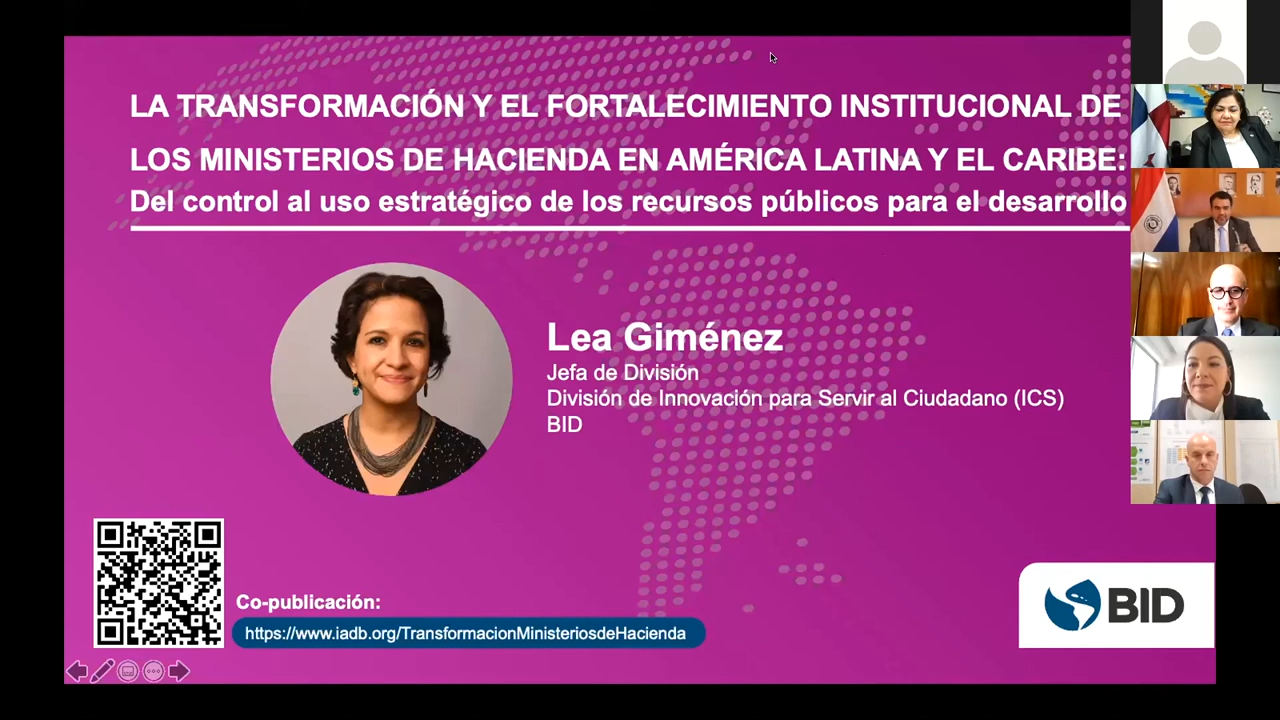 LA TRANSFORMACIÓN Y EL FORTALECIMIENTO INSTITUCIONAL DE
LOS MINISTERIOS DE HACIENDA EN AMÉRICA LATINA Y EL CARIBE:
Del control al uso estratégico de los recursos públicos para el desarrollo
Lea Giménez
Jefa de División
División de Innovación para Servir al Ciudadano (ICS)
BID
Co-publicación:
https://www.iadb.org/TransformacionMinisteriosdeHacienda
BID